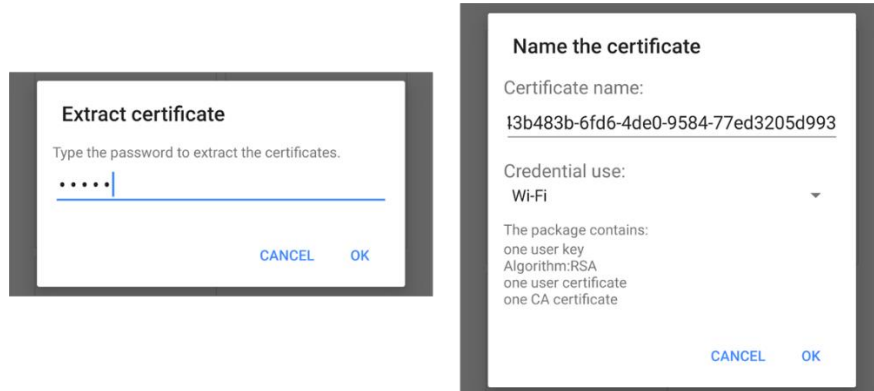 Extract certificate
Type the password to extract the certificates.
•••••
CANCEL OK
Name the certificate
Certificate name:
43b483b-6fd6-4de0-9584-77ed3205d993
Credential use:
Wi-Fi
The package contains:
one user key
Algorithm:RSA
one user certificate
one CA certificate
CANCEL OK